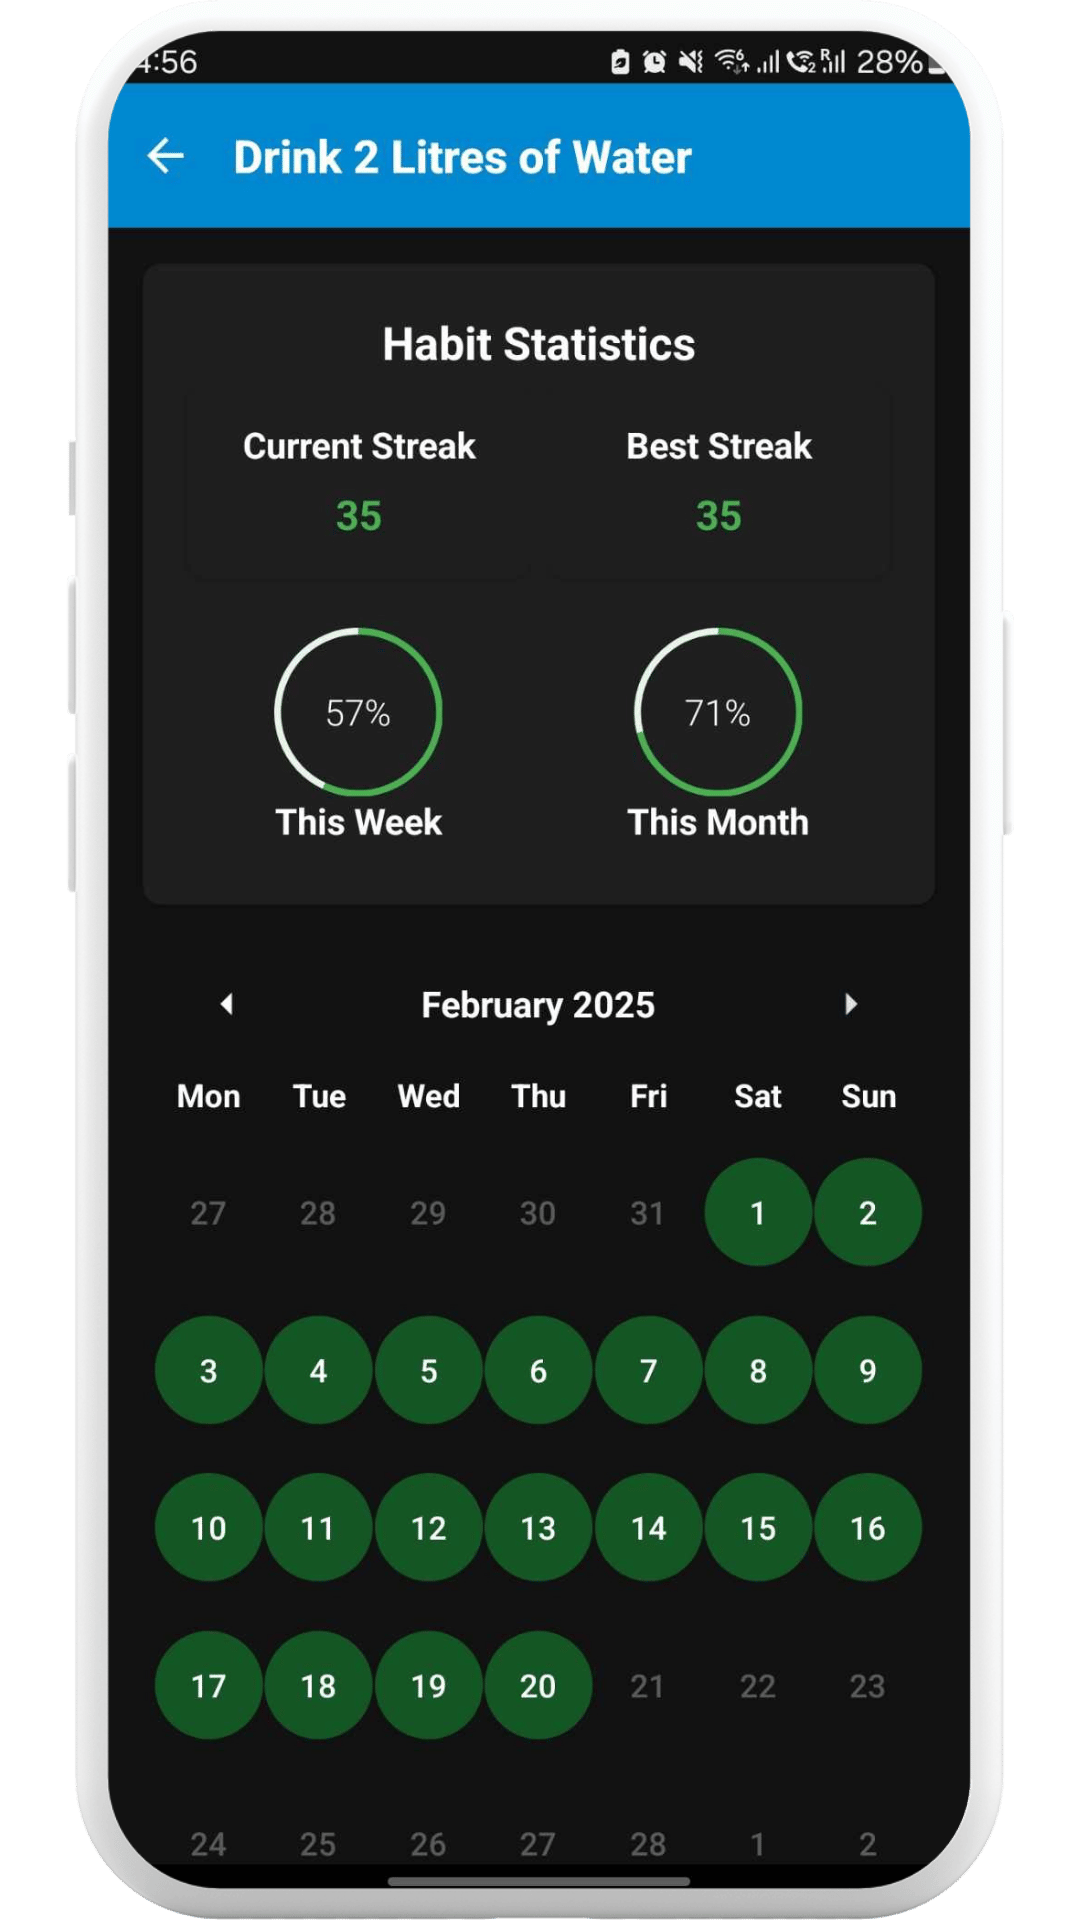 4:56 28%
Drink 2 Litres of Water
Habit Statistics
Current Streak Best Streak
35 35
57% 71%
This Week This Month
February 2025
Mon Tue Wed Thu Fri Sat Sun
27 28 29 30 31 1 2
3 4 5 6 7 8 9
10 11 12 13 14 15 16
17 18 19 20 21 22 23
24 25 26 27 28 1 2